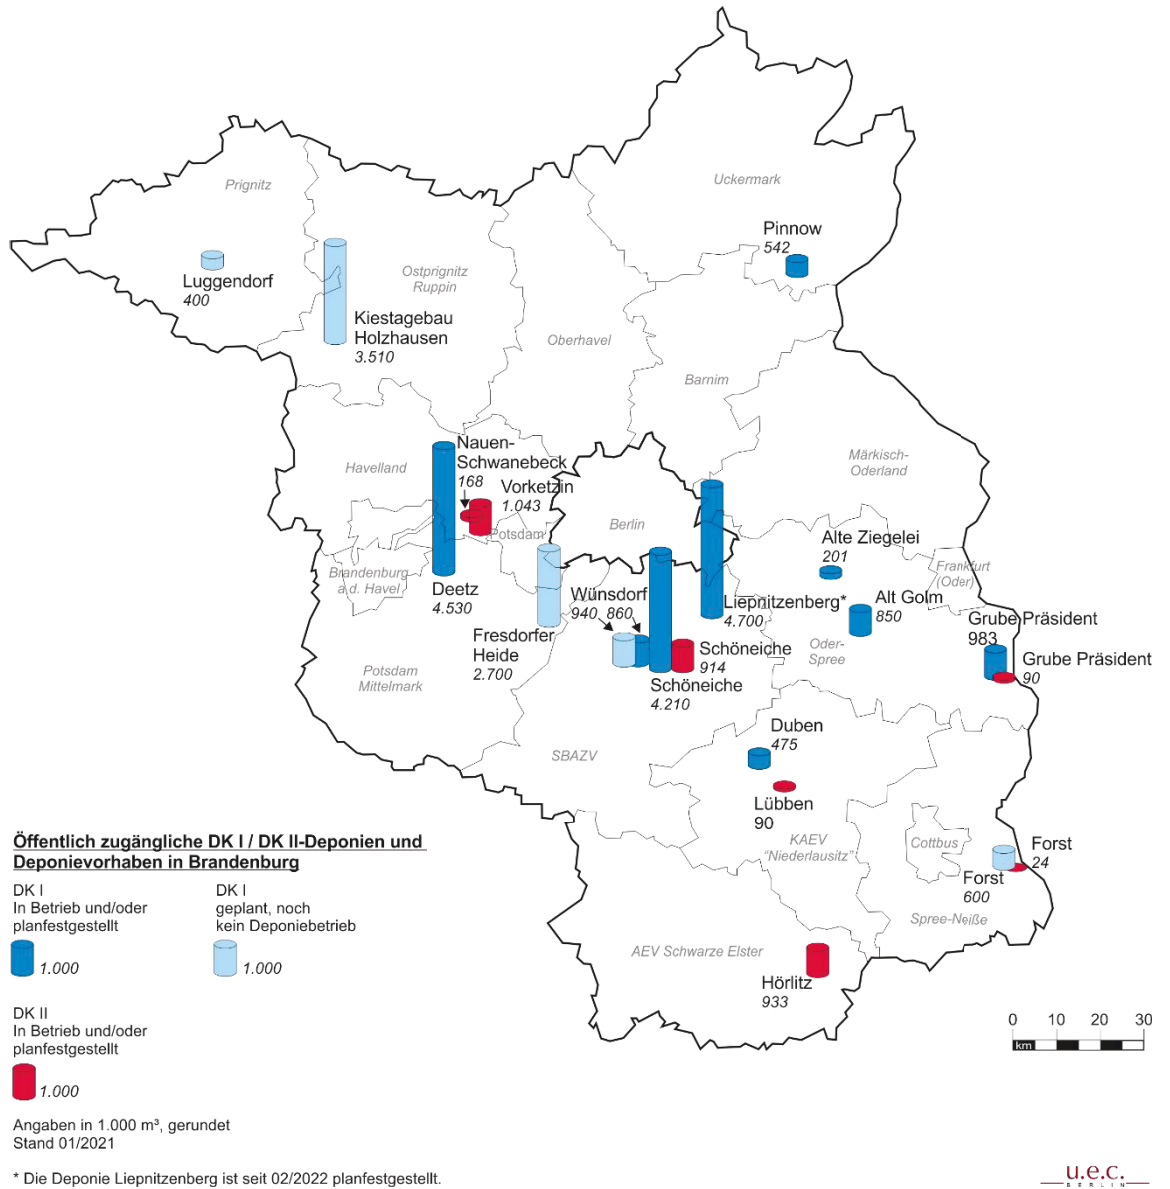 Prignitz
Uckermark
Pinnow
542
Luggendorf
400
Ostprignitz
Ruppin
Kiestagebau
Holzhausen
3.510
Oberhavel
Barnim
Havelland
Nauen-
Schwanebeck
168
Vorketzin
1.043
Märkisch-
Oderland
Berlin
Potsdam
Brandenburg
a.d. Havel
Deetz
4.530
Alte Ziegelei
201
Frankfurt
(Oder)
Wünsdorf
940 860
Liepnitzenberg*
4.700
Alt Golm
850
Grube Präsident
983
Fresdorfer
Heide
2.700
Schöneiche
914
Schöneiche
4.210
Oder-
Spree
Grube Präsident
90
Potsdam
Mittelmark
SBAZV
Duben
475
Lübben
90
KAEV
"Niederlausitz"
Cottbus
Forst
24
Forst
600
Spree-Neiße
AEV Schwarze Elster
Hörlitz
933
Öffentlich zugängliche DK I / DK II-Deponien und
Deponievorhaben in Brandenburg
DK I
In Betrieb und/oder
planfestgestellt
1.000
DK I
geplant, noch
kein Deponiebetrieb
1.000
DK II
In Betrieb und/oder
planfestgestellt
1.000
Angaben in 1.000 m³, gerundet
Stand 01/2021
* Die Deponie Liepnitzenberg ist seit 02/2022 planfestgestellt.
0 10 20 30
km
u.e.c.
BERLIN